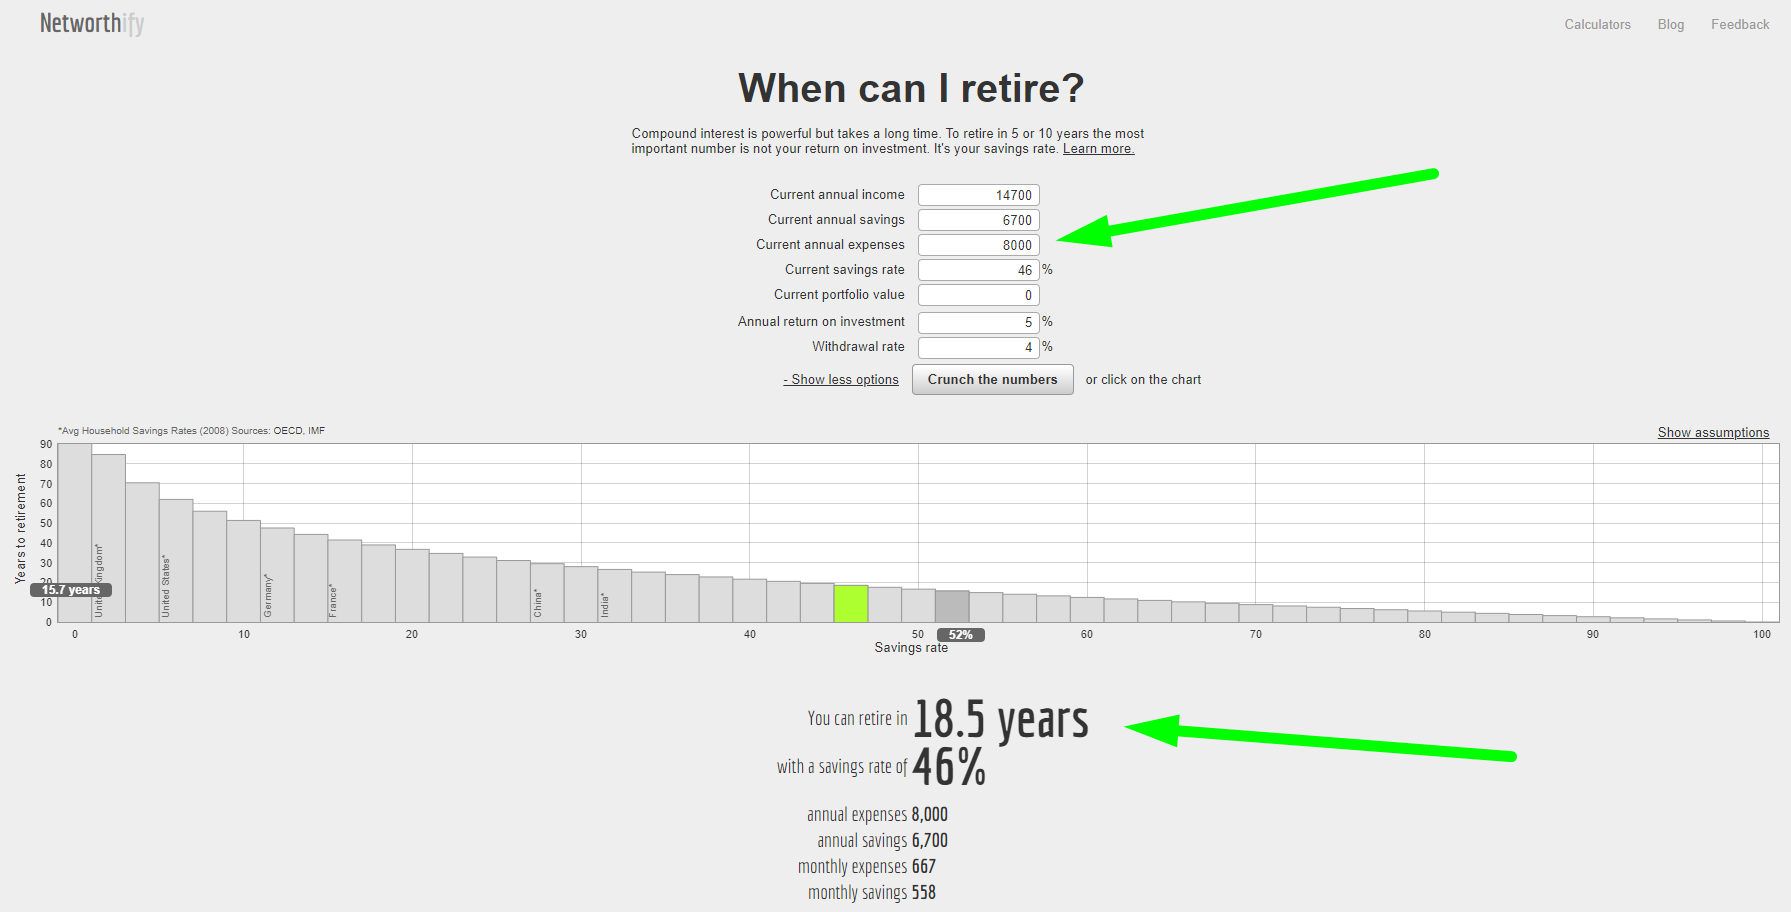 Networthify
Calculators Blog Feedback
When can I retire?
Compound interest is powerful but takes a long time. To retire in 5 or 10 years the most
important number is not your return on investment. It's your savings rate. Learn more.
Current annual income 14700
Current annual savings 6700
Current annual expenses 8000
Current savings rate 46 %
Current portfolio value 0
Annual return on investment 5 %
Withdrawal rate 4 %
- Show less options Crunch the numbers or click on the chart
*Avg Household Savings Rates (2008) Sources: OECD, IMF
Show assumptions
Years to retirement
90
80
70
60
50
40
30
20
10
0
15.7 years
United Kingdom*
United States*
Germany*
France*
China*
India*
0 10 20 30 40 50 52% 60 70 80 90 100
Savings rate
You can retire in 18.5 years
with a savings rate of 46%
annual expenses 8,000
annual savings 6,700
monthly expenses 667
monthly savings 558